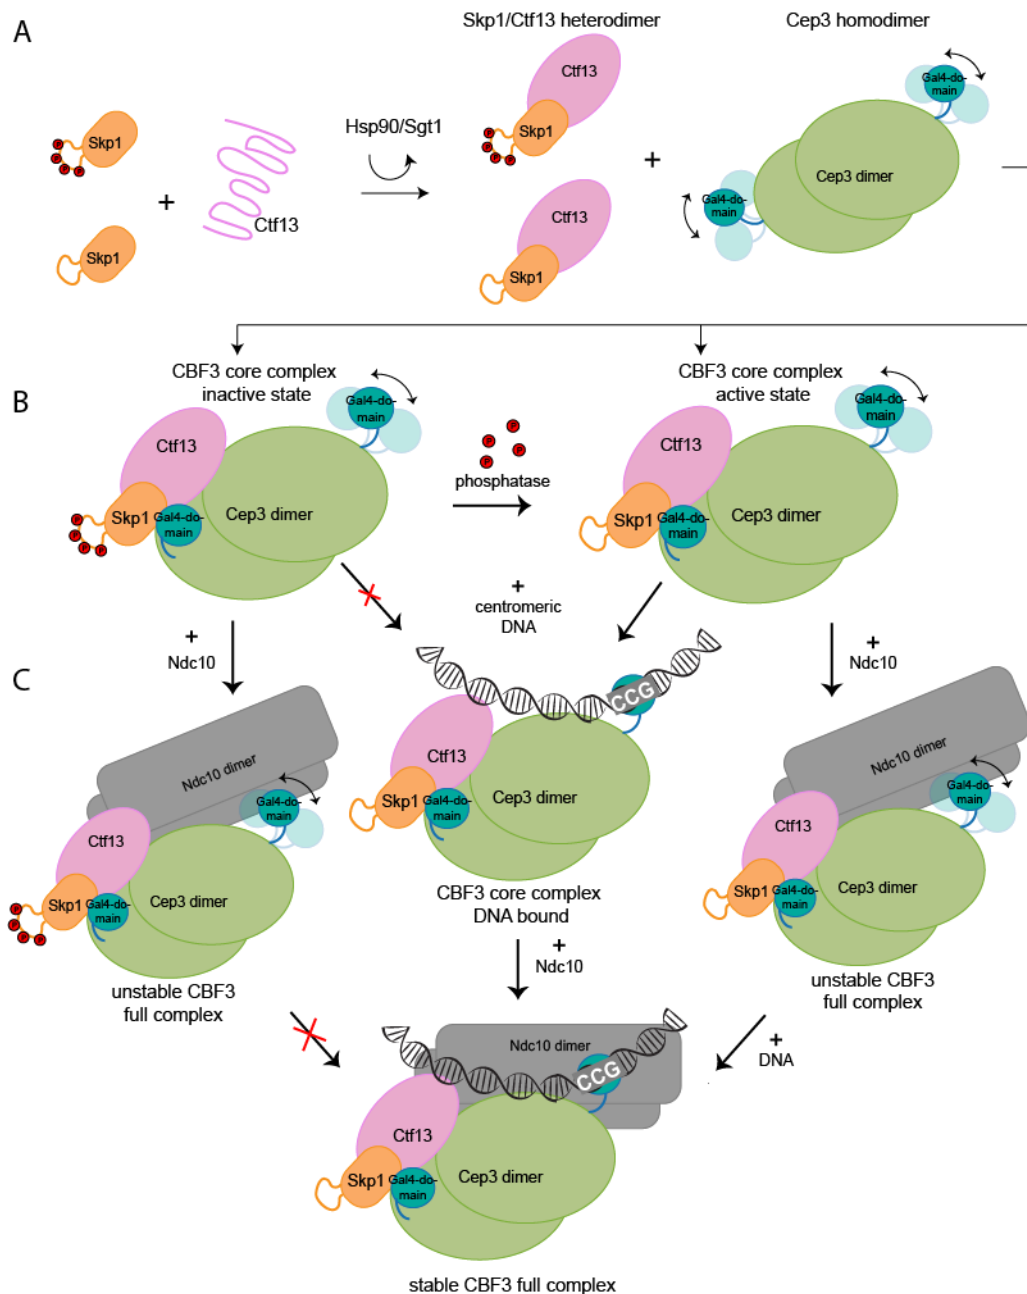 A
Skp1/Ctf13 heterodimer
Cep3 homodimer
Ctf13
Gal4-do-
main
Skp1
P
P
P
P
Hsp90/Sgt1
Skp1
P
P
P
P
+
+
Cep3 dimer
Gal4-do-
main
Ctf13
Ctf13
Skp1
Skp1
CBF3 core complex
inactive state
CBF3 core complex
active state
B
Gal4-do-
main
Gal4-do-
main
P
P
P
P
Ctf13
Ctf13
phosphatase
Skp1
Gal4-do-
main
Cep3 dimer
P
P
P
P
Skp1
Gal4-do-
main
Cep3 dimer
+
centromeric
DNA
+
Ndc10
+
Ndc10
C
CCG
Ndc10 dimer
Ndc10 dimer
Gal4-do-
main
Ctf13
Gal4-do-
main
Ctf13
Skp1
Gal4-do-
main
Cep3 dimer
Ctf13
Skp1
Gal4-do-
main
Cep3 dimer
P
P
P
P
Skp1
Gal4-do-
main
Cep3 dimer
CBF3 core complex
DNA bound
unstable CBF3
full complex
+
Ndc10
unstable CBF3
full complex
+
DNA
Ndc10 dimer
CCG
Ctf13
Skp1
Gal4-do-
main
Cep3 dimer
stable CBF3 full complex